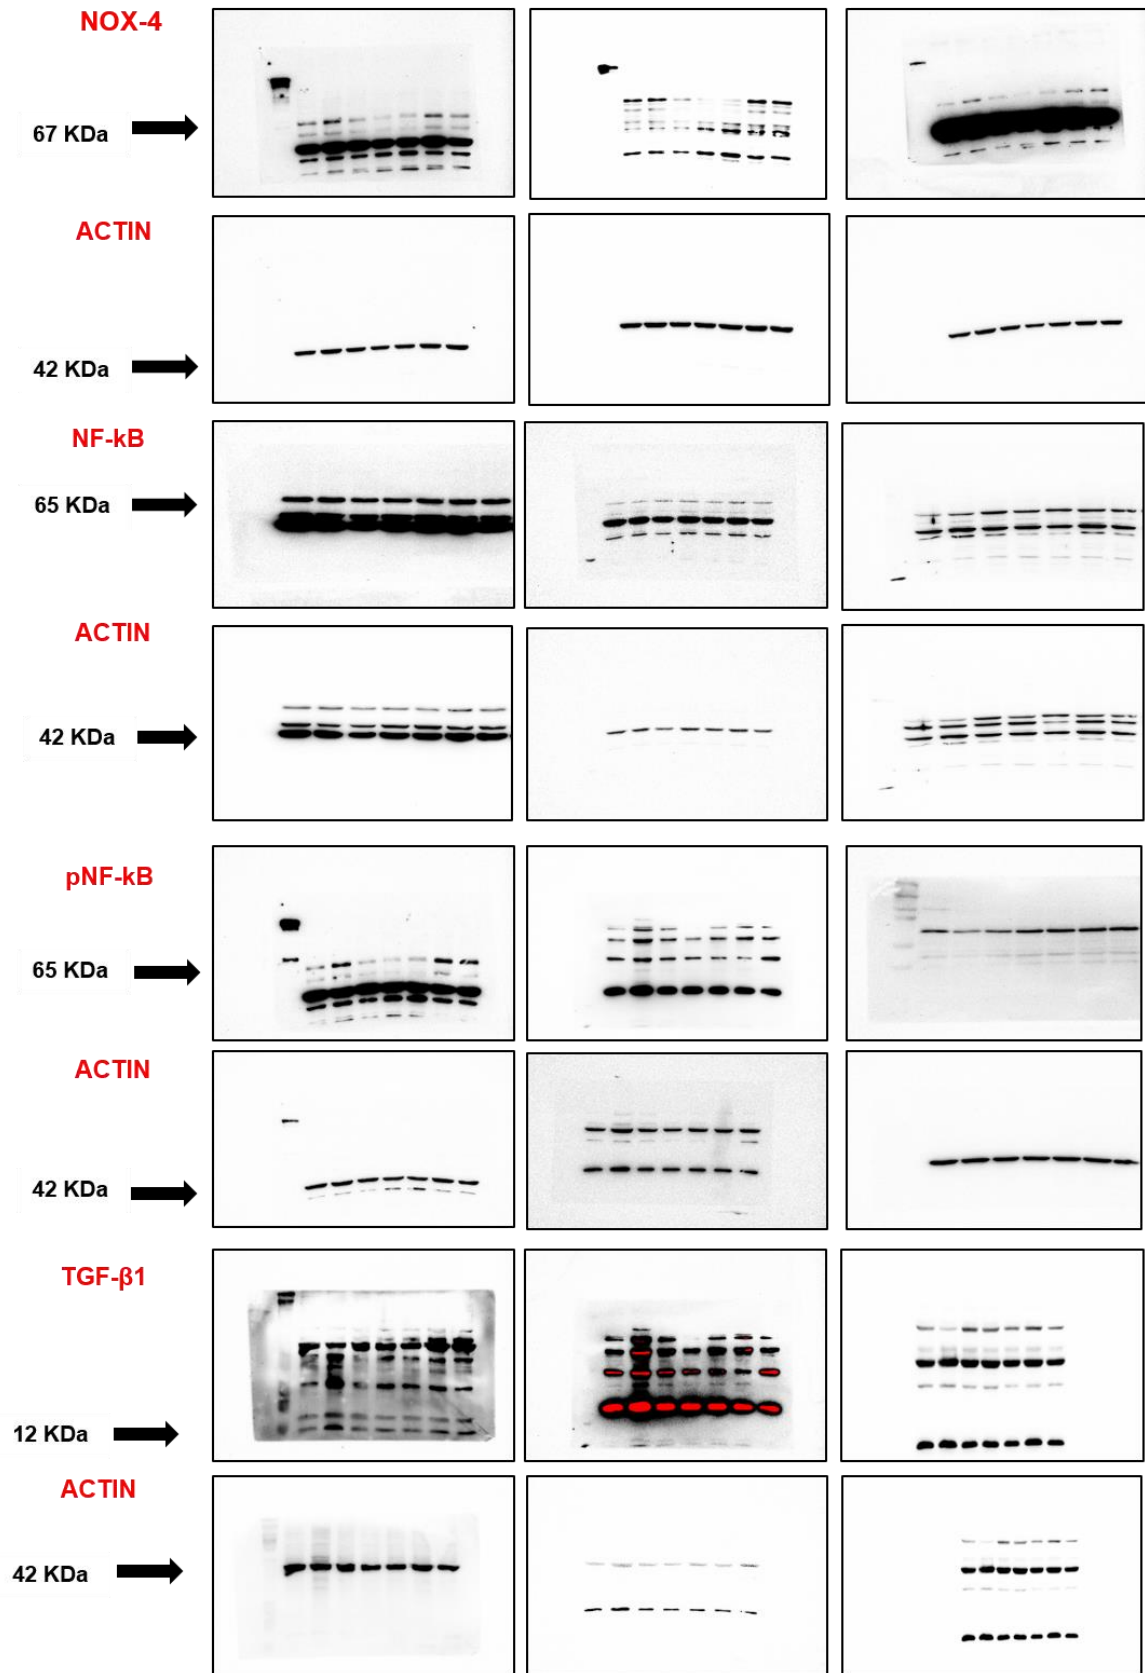 NOX-4
67 KDa
ACTIN
42 KDa
NF-kB
65 KDa
ACTIN
42 KDa
pNF-kB
65 KDa
ACTIN
42 KDa
TGF-β1
12 KDa
ACTIN
42 KDa